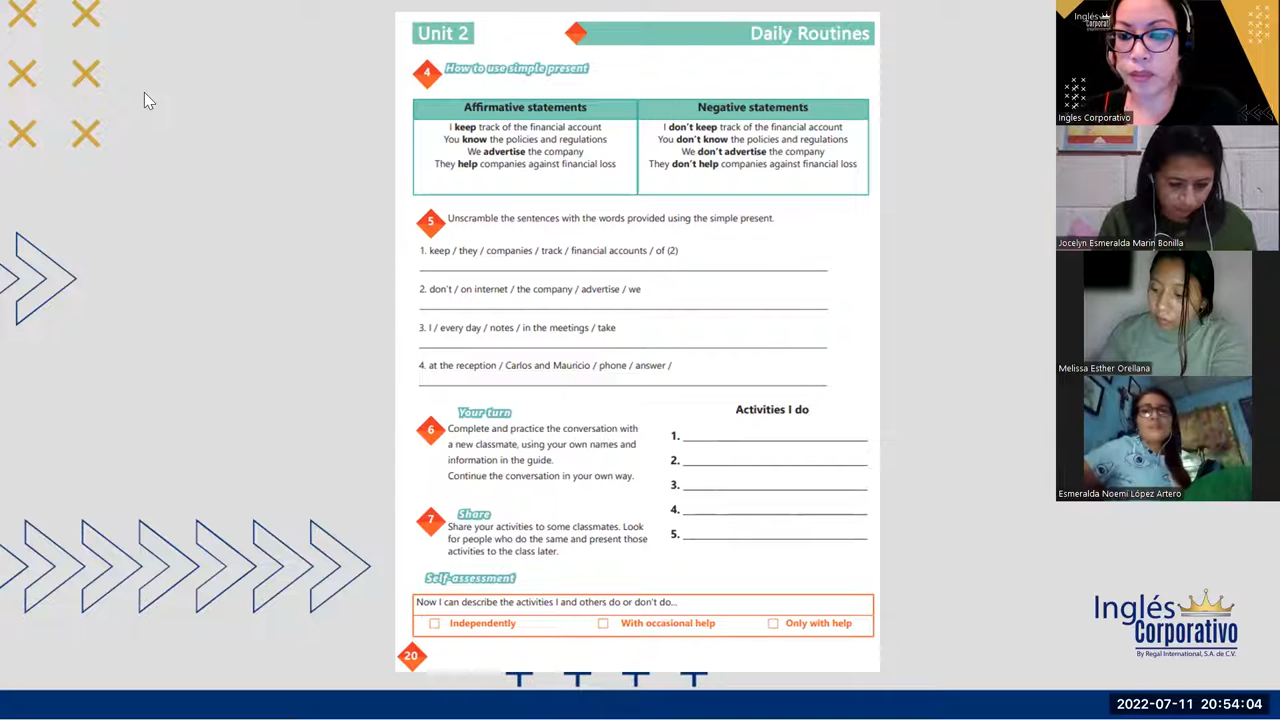 Unit 2
Daily Routines
4 How to use simple present
Affirmative statements
I keep track of the financial account
You know the policies and regulations
We advertise the company
They help companies against financial loss
Negative statements
I don't keep track of the financial account
You don't know the policies and regulations
We don't advertise the company
They don't help companies against financial loss
5 Unscramble the sentences with the words provided using the simple present.
1. keep / they / companies / track / financial accounts / of (2)
2. don't / on internet / the company / advertise / we
3. I / every day / notes / in the meetings / take
4. at the reception / Carlos and Mauricio / phone / answer /
Your turn
6 Complete and practice the conversation with
a new classmate, using your own names and
information in the guide.
Continue the conversation in your own way.
Activities I do
1.
2.
3.
4.
5.
Share
7 Share your activities to some classmates. Look
for people who do the same and present those
activities to the class later.
Self-assessment
Now I can describe the activities I and others do or don't do...
Independently
With occasional help
Only with help
20
Inglés
Corporativo
Ingles Corporativo
Jocelyn Esmeralda Marin Bonilla
Melissa Esther Orellana
Esmeralda Noemí López Artero
Inglés
Corporativo
By Regal International, S.A. de C.V.
2022-07-11 20:54:04